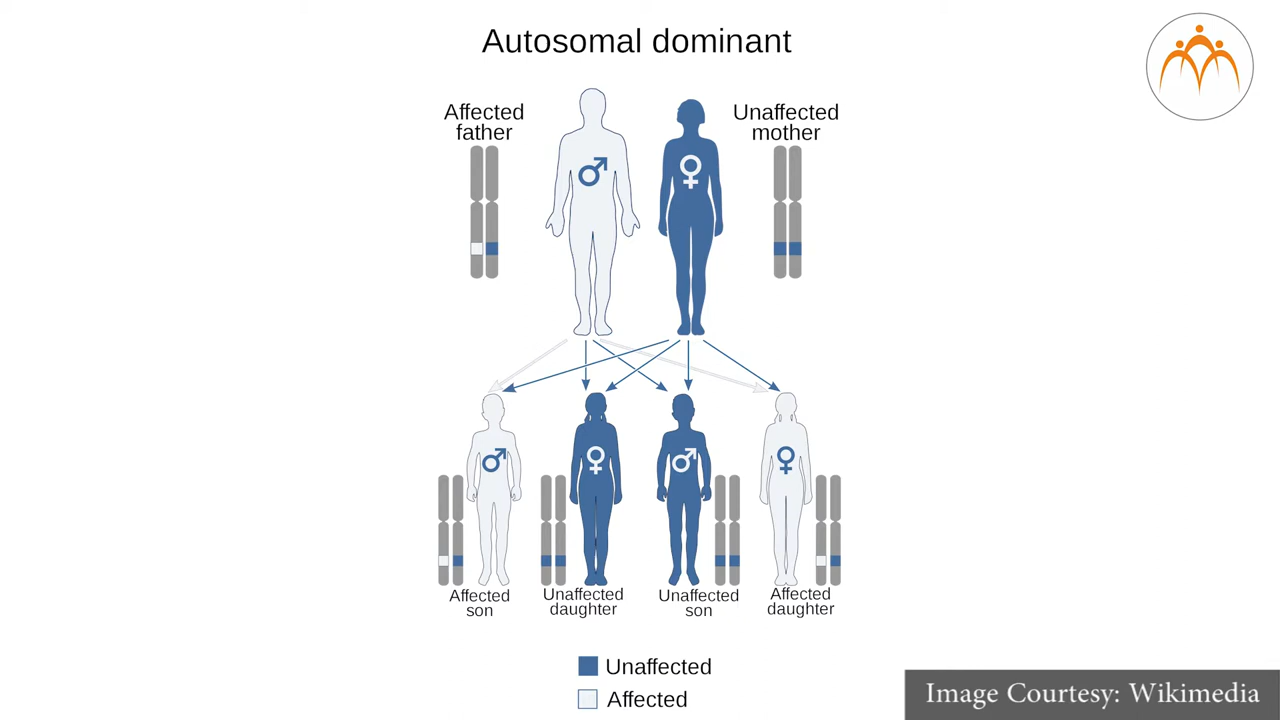 Autosomal dominant
Affected
father
Unaffected
mother
Affected
son
Unaffected
daughter
Unaffected
son
Affected
daughter
Unaffected
Affected
Image Courtesy: Wikimedia